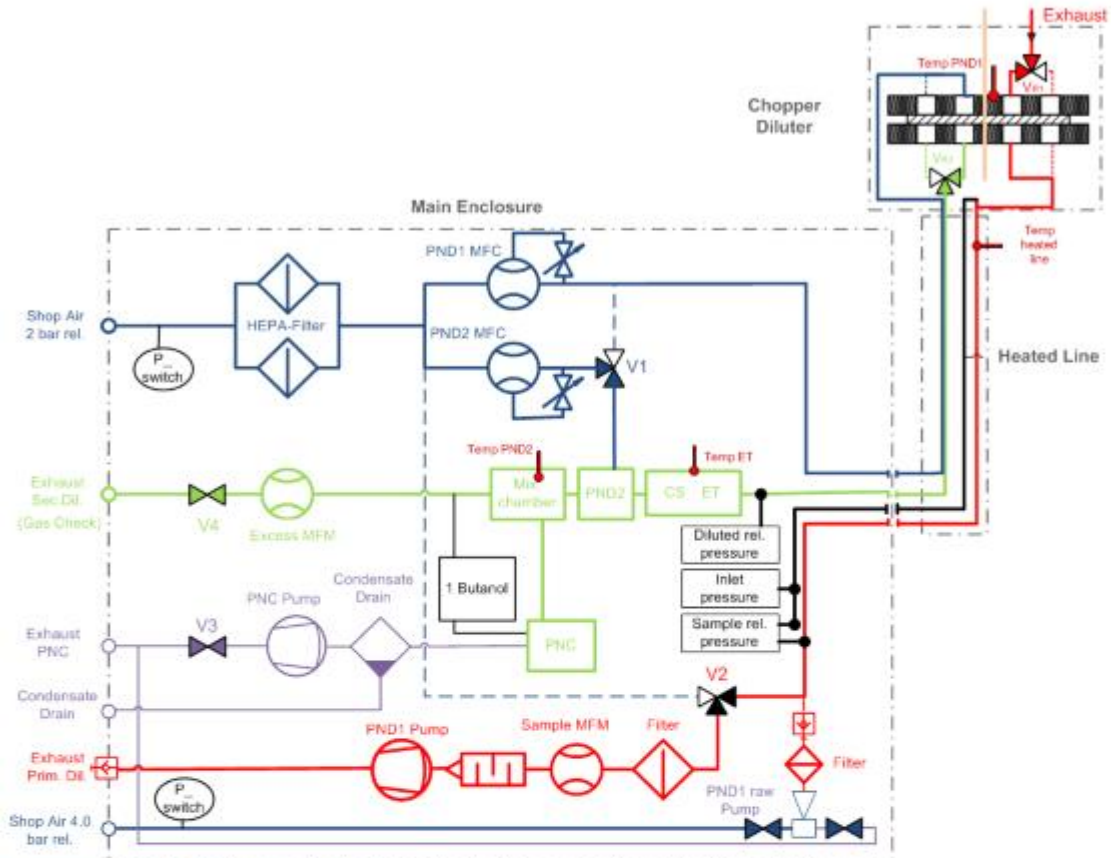 Exhaust
Temp PND1
Chopper
Diluter
Main Enclosure
PND1 MFC
Temp
heated
line
Shop Air
2 bar rel.
HEPA-Filter
PND2 MFC
P_
switch
V1
Heated Line
Temp PND2
Temp ET
Exhaust
Sec.Dil.
(Gas Check)
Mix
chamber
PND2
CS ET
V4
Excess MFM
Diluted rel.
pressure
1 Butanol
Condensate
Drain
PNC Pump
Inlet
pressure
V3
Exhaust
PNC
PNC
Sample rel.
pressure
V2
Condensate
Drain
PND1 Pump
Sample MFM
Filter
Exhaust
Prim. Dil.
Filter
P_
switch
PND1 raw
Pump
Shop Air 4.0
bar rel.